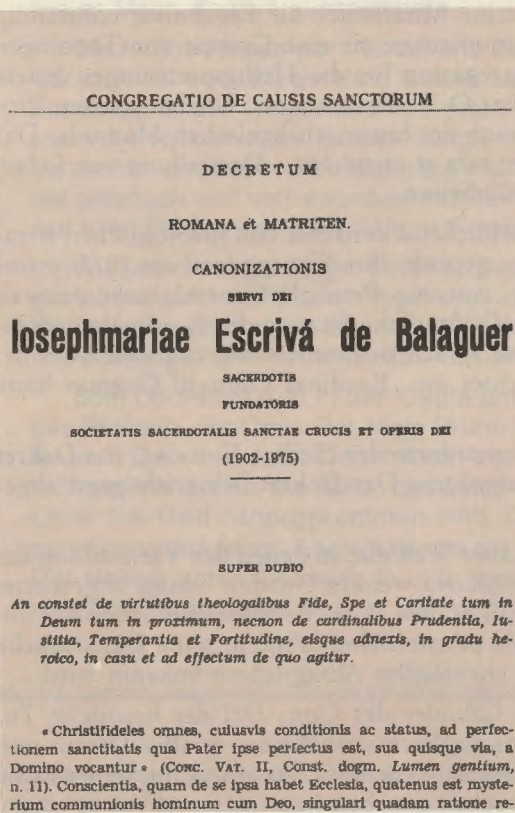 CONGREGATIO DE CAUSIS SANCTORUM
DECRETUM
ROMANA et MATRITEN.
CANONIZATIONIS
SERVI DEI
Iosephmariae Escrivá de Balaguer
SACERDOTIS
FUNDATORIS
SOCIETATIS SACERDOTALIS SANCTAE CRUCIS ET OPERIS DEI
(1902-1975)
SUPER DUBIO
An constet de virtutibus theologalibus Fide, Spe et Caritate tum in
Deum tum in proximum, necnon de cardinalibus Prudentia, Iu-
stitia, Temperantia et Fortitudine, eisque adnexis, in gradu he-
roico, in casu et ad effectum de quo agitur.
« Christifideles omnes, cuiusvis conditionis ac status, ad perfec-
tionem sanctitatis qua Pater ipse perfectus est, sua quisque via, a
Domino vocantur » (CONC. VAT. II, Const. dogm. Lumen gentium,
n. 11). Conscientia, quam de se ipsa habet Ecclesia, quatenus est myste-
rium communionis hominum cum Deo, singulari quadam ratione re-